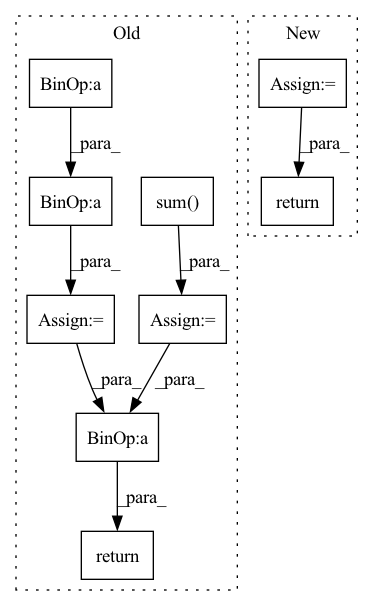 Old
New
BinOp:a
Assign:=
_para_
_para_
BinOp:a
sum()
return
_para_
_para_
Assign:=
Assign:=
_para_
_para_
BinOp:a
_para_
return